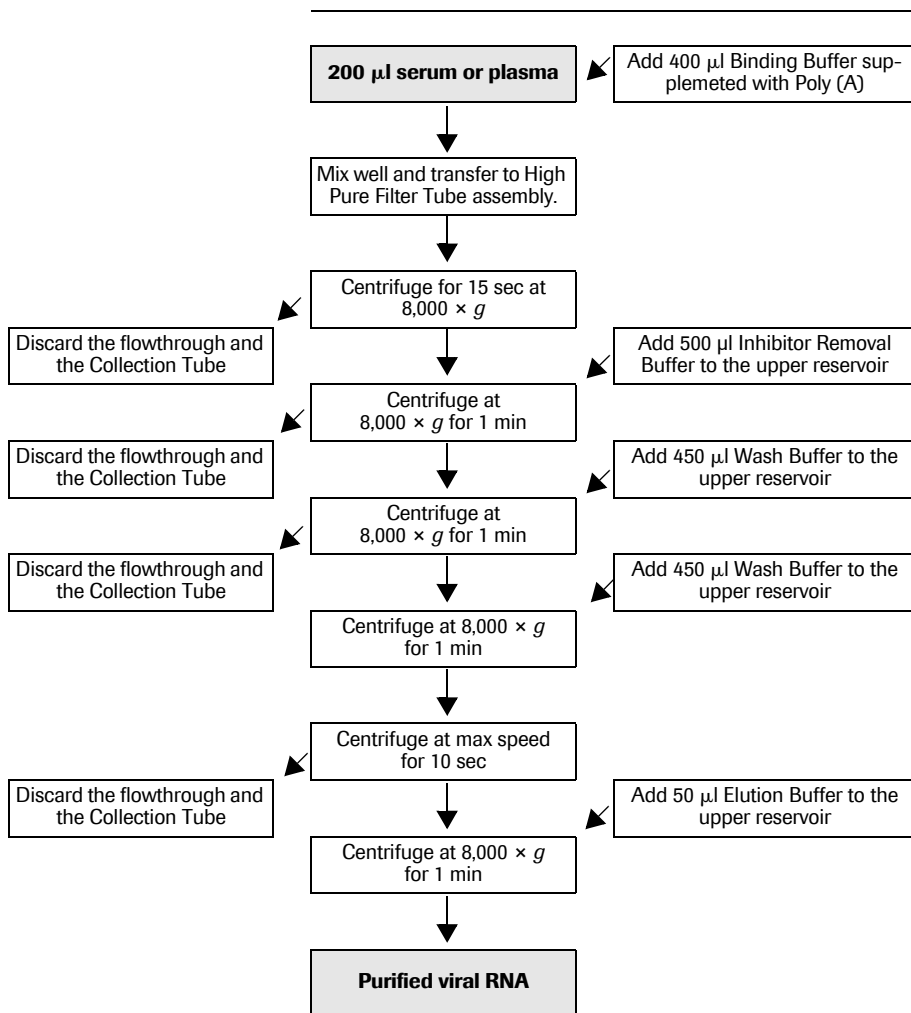 200 μl serum or plasma
Add 400 μl Binding Buffer sup-
plemeted with Poly (A)
Mix well and transfer to High
Pure Filter Tube assembly.
Centrifuge for 15 sec at
8,000 × g
Discard the flowthrough and
the Collection Tube
Add 500 µl Inhibitor Removal
Buffer to the upper reservoir
Centrifuge at
8,000 × g for 1 min
Discard the flowthrough and
the Collection Tube
Add 450 μl Wash Buffer to the
upper reservoir
Centrifuge at
8,000 × g for 1 min
Discard the flowthrough and
the Collection Tube
Add 450 μl Wash Buffer to the
upper reservoir
Centrifuge at 8,000 × g
for 1 min
Centrifuge at max speed
for 10 sec
Discard the flowthrough and
the Collection Tube
Add 50 μl Elution Buffer to the
upper reservoir
Centrifuge at 8,000 × g
for 1 min
Purified viral RNA